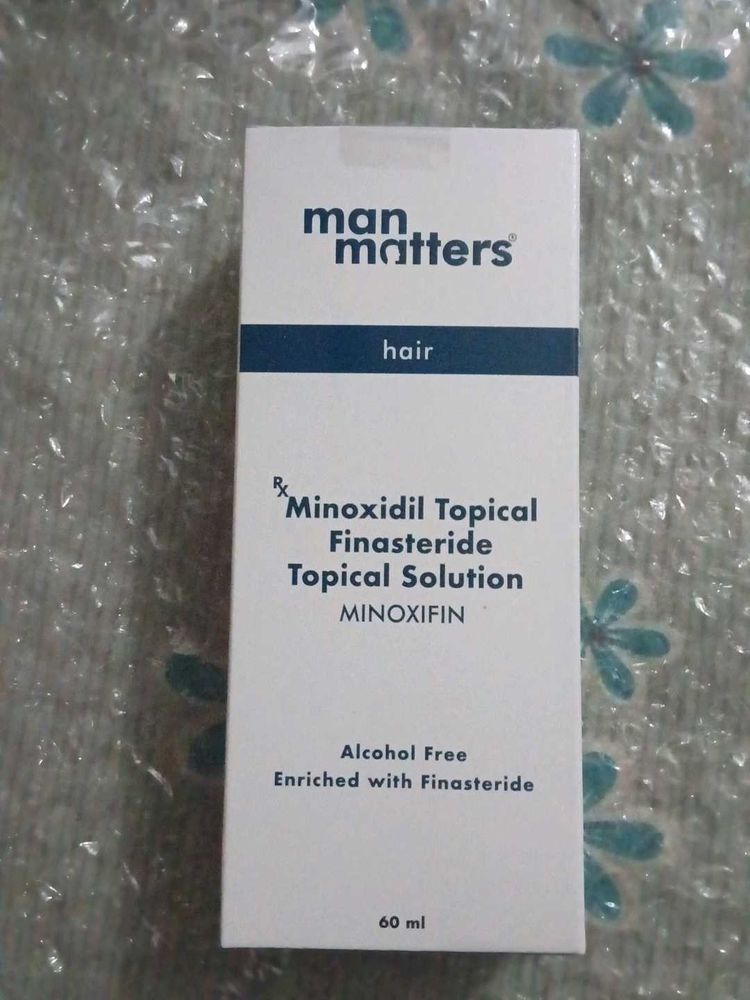 man
matters®
hair
Rx Minoxidil Topical
Finasteride
Topical Solution
MINOXIFIN
Alcohol Free
Enriched with Finasteride
60 ml